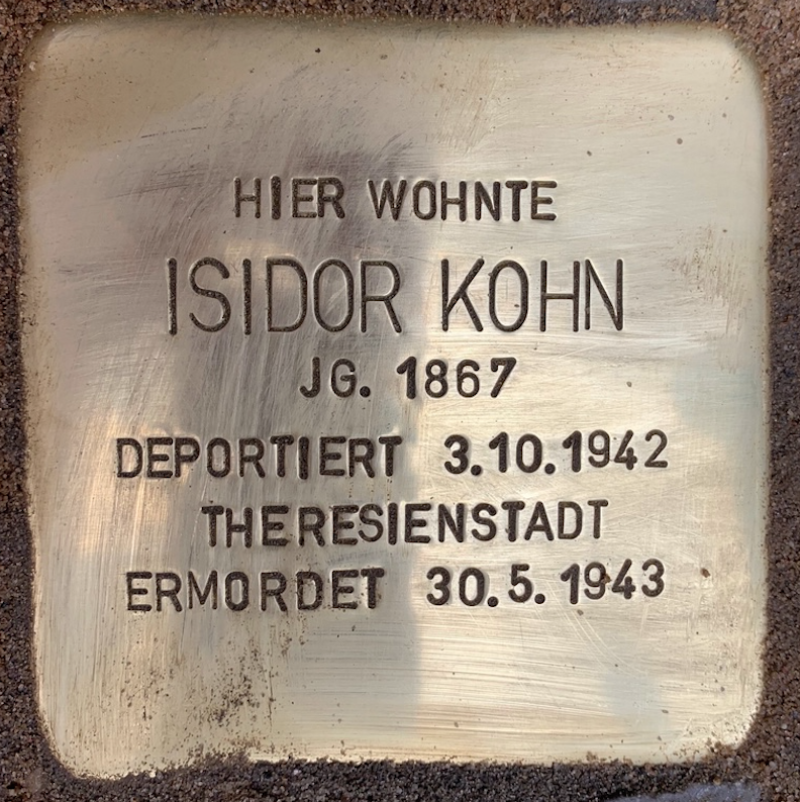 HIER WOHNTE
ISIDOR KOHN
JG. 1867
DEPORTIERT 3.10.1942
THERESIENSTADT
ERMORDET 30.5.1943